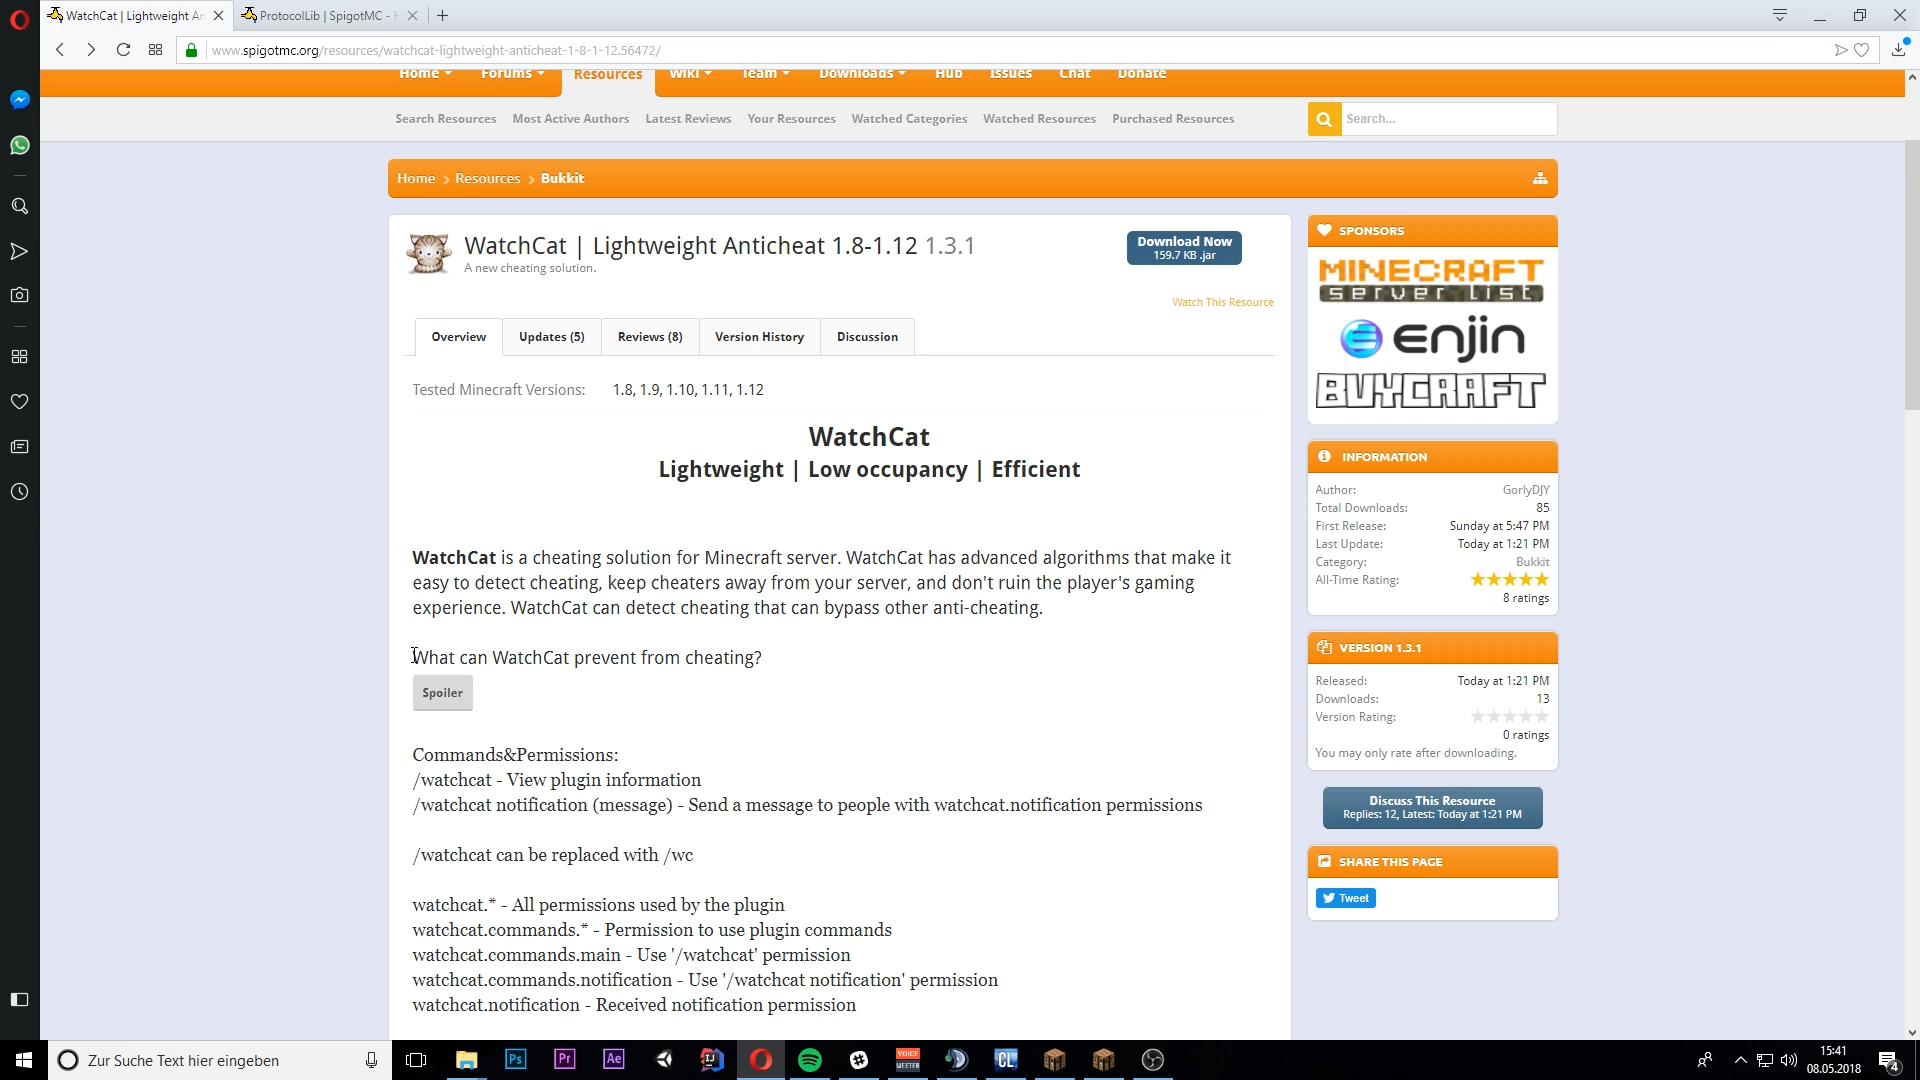 WatchCat | Lightweight An
ProtocolLib | SpigotMC -
www.spigotmc.org/resources/watchcat-lightweight-anticheat-1-8-1-12.56472/
Home
Forums
Resources
Wiki
Team
Downloads
Hub
Issues
Chat
Donate
Search Resources
Most Active Authors
Latest Reviews
Your Resources
Watched Categories
Watched Resources
Purchased Resources
Search...
Home
Resources
Bukkit
WatchCat | Lightweight Anticheat 1.8-1.12 1.3.1
A new cheating solution.
Download Now
159.7 KB .jar
Watch This Resource
Overview
Updates (5)
Reviews (8)
Version History
Discussion
Tested Minecraft Versions: 1.8, 1.9, 1.10, 1.11, 1.12
WatchCat
Lightweight | Low occupancy | Efficient
WatchCat is a cheating solution for Minecraft server. WatchCat has advanced algorithms that make it
easy to detect cheating, keep cheaters away from your server, and don't ruin the player's gaming
experience. WatchCat can detect cheating that can bypass other anti-cheating.
What can WatchCat prevent from cheating?
Spoiler
Commands&Permissions:
/watchcat - View plugin information
/watchcat notification (message) - Send a message to people with watchcat.notification permissions
/watchcat can be replaced with /wc
watchcat.* - All permissions used by the plugin
watchcat.commands.* - Permission to use plugin commands
watchcat.commands.main - Use '/watchcat' permission
watchcat.commands.notification - Use '/watchcat notification' permission
watchcat.notification - Received notification permission
SPONSORS
MINECRAFT
SERVER LIST
enjin
BUYCRAFT
INFORMATION
Author: GorlyDJY
Total Downloads: 85
First Release: Sunday at 5:47 PM
Last Update: Today at 1:21 PM
Category: Bukkit
All-Time Rating:
8 ratings
VERSION 1.3.1
Released: Today at 1:21 PM
Downloads: 13
Version Rating:
0 ratings
You may only rate after downloading.
Discuss This Resource
Replies: 12, Latest: Today at 1:21 PM
SHARE THIS PAGE
Tweet
Zur Suche Text hier eingeben
Ps
Pr
Ae
IJ
VOICE
MEETER
CL
15:41
08.05.2018
4